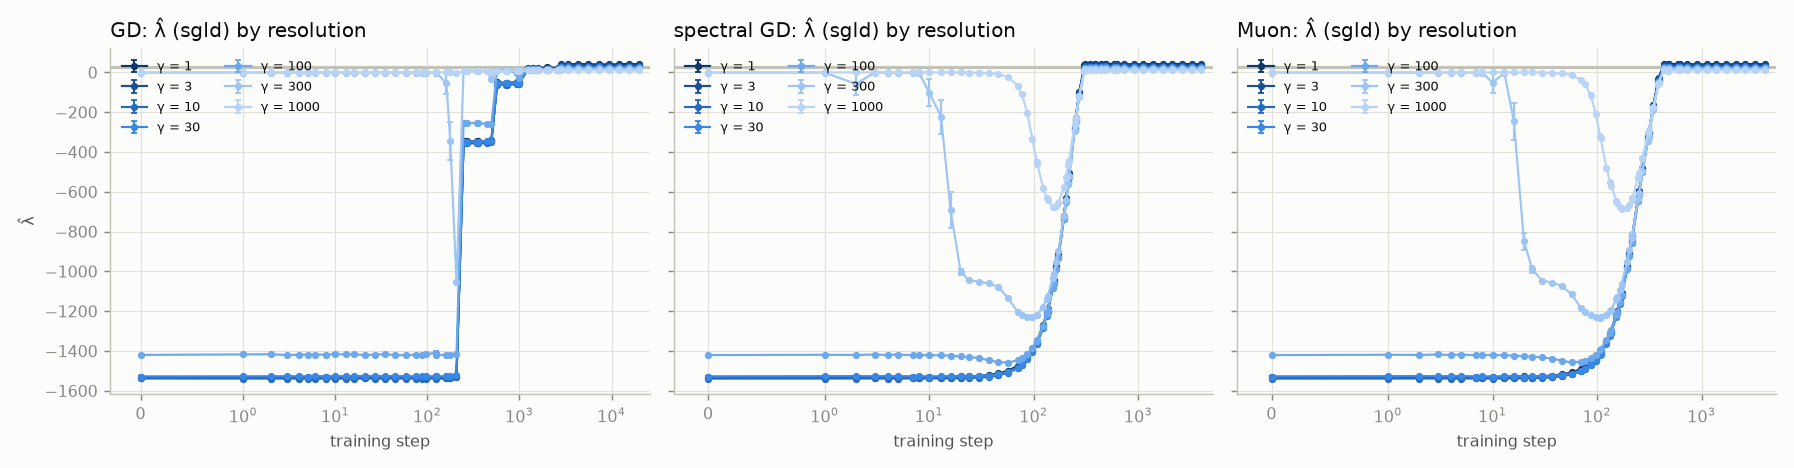 GD: λ̂ (sgld) by resolution
γ = 1
γ = 3
γ = 10
γ = 30
γ = 100
γ = 300
γ = 1000
0
−200
−400
−600
−800
−1000
−1200
−1400
−1600
λ̂
0
10⁰
10¹
10²
10³
10⁴
training step
spectral GD: λ̂ (sgld) by resolution
γ = 1
γ = 3
γ = 10
γ = 30
γ = 100
γ = 300
γ = 1000
0
10⁰
10¹
10²
10³
training step
Muon: λ̂ (sgld) by resolution
γ = 1
γ = 3
γ = 10
γ = 30
γ = 100
γ = 300
γ = 1000
0
10⁰
10¹
10²
10³
training step